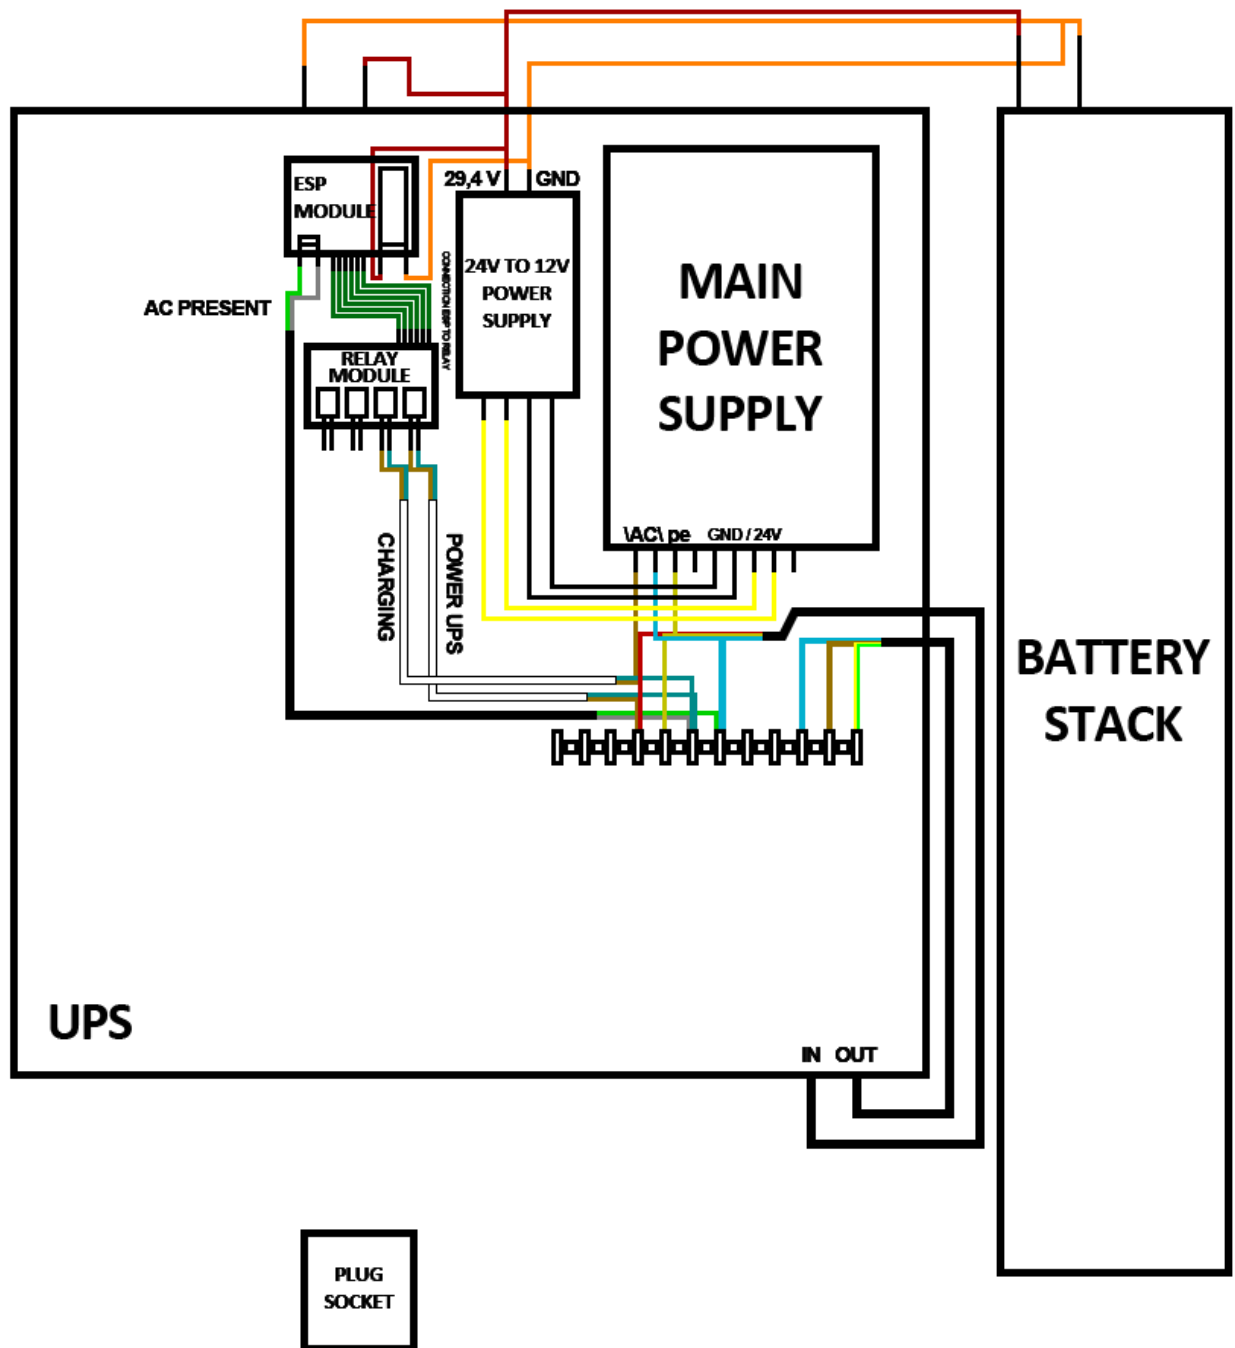 ESP
MODULE
29,4 V
GND
24V TO 12V
POWER
SUPPLY
CONNECTION ESP TO RELAY
MAIN
POWER
SUPPLY
AC PRESENT
RELAY
MODULE
\AC\ pe
GND / 24V
CHARGING
POWER UPS
BATTERY
STACK
UPS
IN
OUT
PLUG
SOCKET